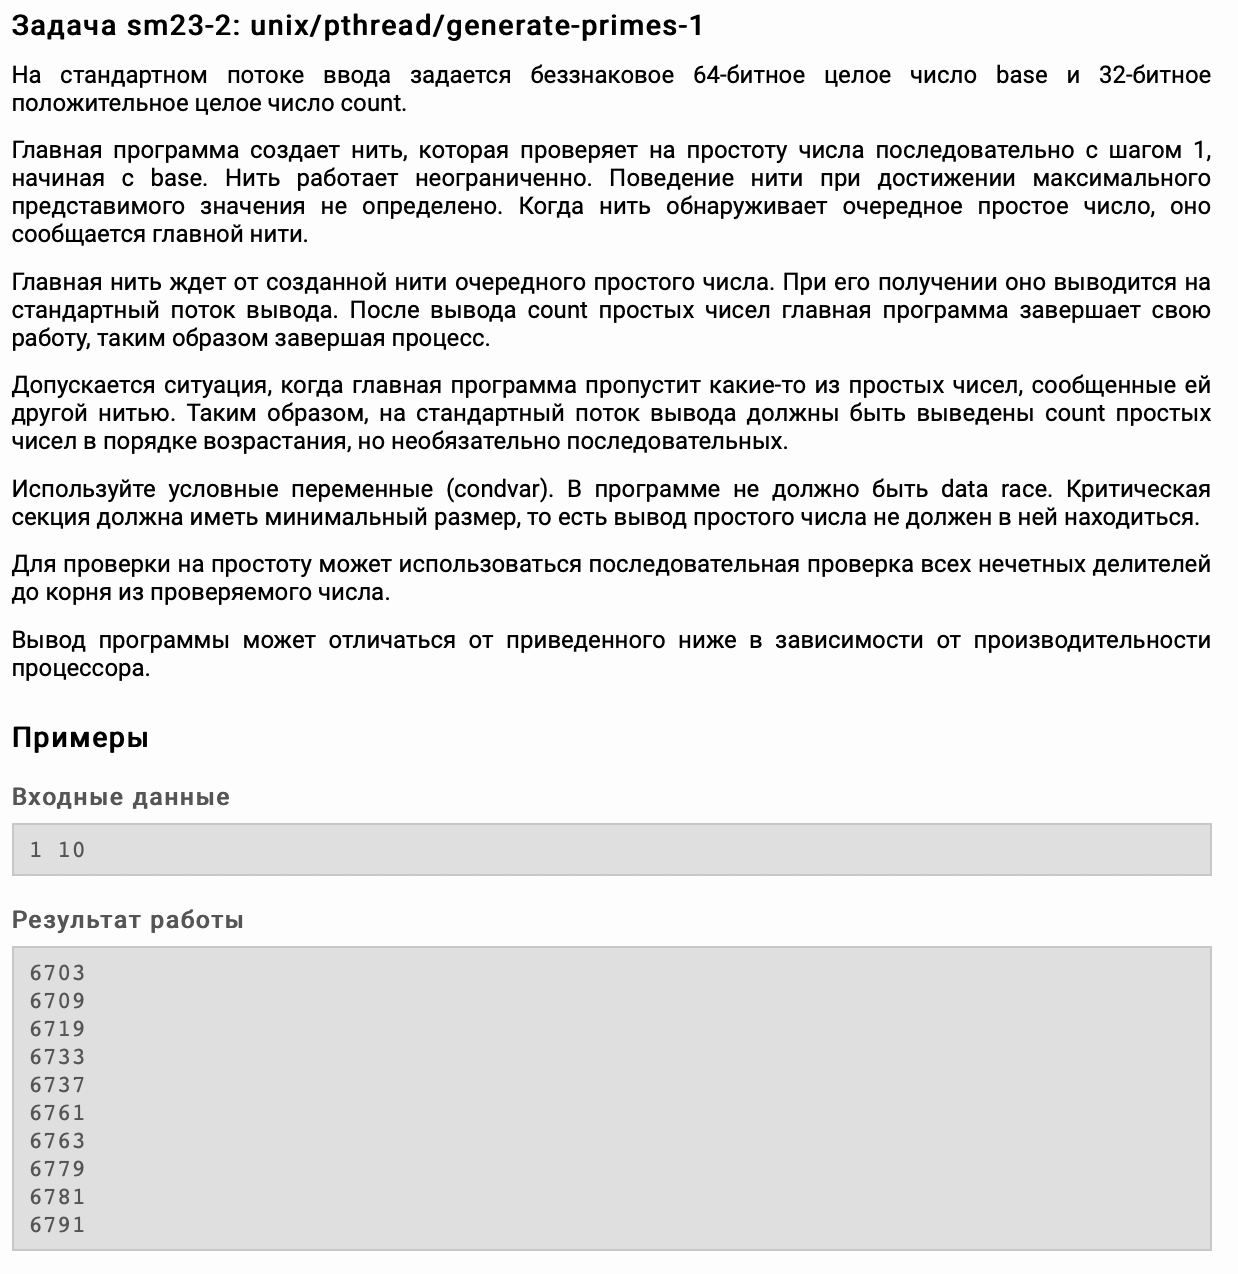 Задача sm23-2: unix/pthread/generate-primes-1
На стандартном потоке ввода задается беззнаковое 64-битное целое число base и 32-битное
положительное целое число count.
Главная программа создает нить, которая проверяет на простоту числа последовательно с шагом 1,
начиная с base. Нить работает неограниченно. Поведение нити при достижении максимального
представимого значения не определено. Когда нить обнаруживает очередное простое число, оно
сообщается главной нити.
Главная нить ждет от созданной нити очередного простого числа. При его получении оно выводится на
стандартный поток вывода. После вывода count простых чисел главная программа завершает свою
работу, таким образом завершая процесс.
Допускается ситуация, когда главная программа пропустит какие-то из простых чисел, сообщенные ей
другой нитью. Таким образом, на стандартный поток вывода должны быть выведены count простых
чисел в порядке возрастания, но необязательно последовательных.
Используйте условные переменные (condvar). В программе не должно быть data race. Критическая
секция должна иметь минимальный размер, то есть вывод простого числа не должен в ней находиться.
Для проверки на простоту может использоваться последовательная проверка всех нечетных делителей
до корня из проверяемого числа.
Вывод программы может отличаться от приведенного ниже в зависимости от производительности
процессора.
Примеры
Входные данные
1 10
Результат работы
6703
6709
6719
6733
6737
6761
6763
6779
6781
6791